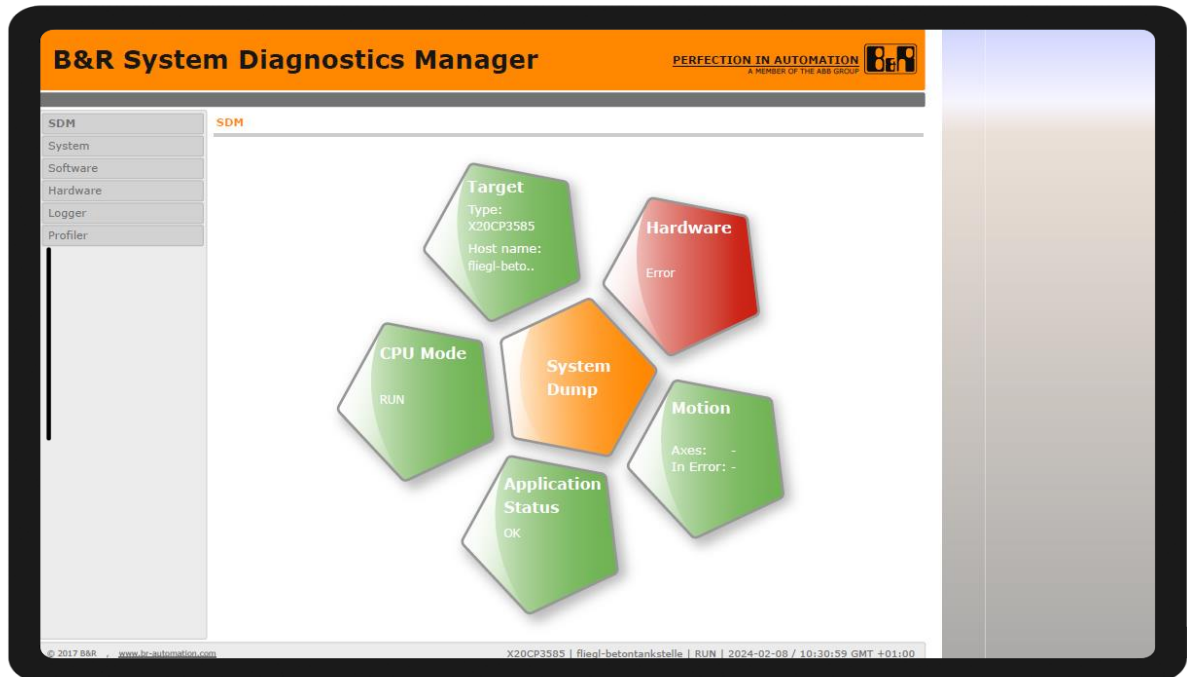 B&R System Diagnostics Manager
PERFECTION IN AUTOMATION
A MEMBER OF THE ABB GROUP
B&R
SDM
System
Software
Hardware
Logger
Profiler
SDM
Target
Type:
X20CP3585
Host name:
fliegl-beto..
Hardware
Error
CPU Mode
RUN
System
Dump
Motion
Axes: -
In Error: -
Application
Status
OK
© 2017 B&R , www.br-automation.com
X20CP3585 | fliegl-betontankstelle | RUN | 2024-02-08 / 10:30:59 GMT +01:00